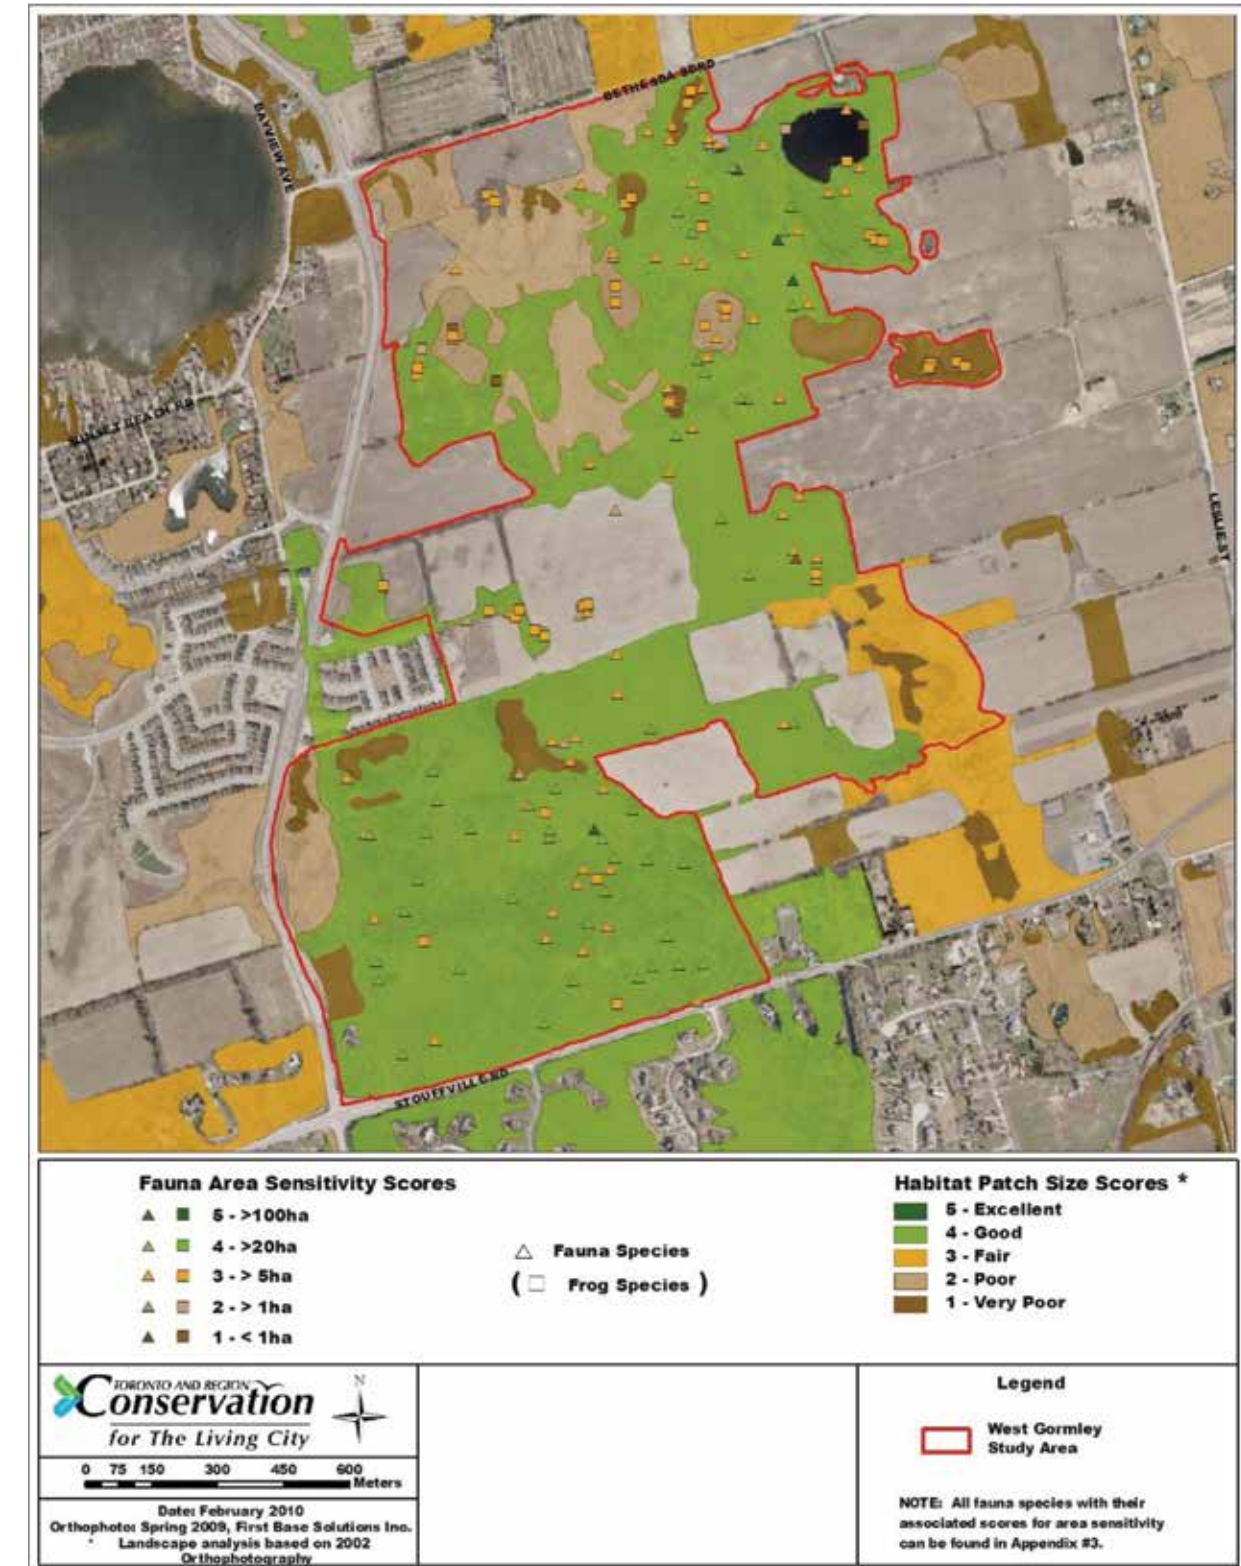 BETHESDA SDRD
BAYVIEW AVE
SUNSET BEACH RD
LESLIE ST
STOUFFVILLE RD
Fauna Area Sensitivity Scores
5 - >100ha
4 - >20ha
3 - > 5ha
2 - > 1ha
1 - < 1ha
Fauna Species
( Frog Species )
Habitat Patch Size Scores *
5 - Excellent
4 - Good
3 - Fair
2 - Poor
1 - Very Poor
TORONTO AND REGION
Conservation
for The Living City
N
0 75 150 300 450 600
Meters
Date: February 2010
Orthophoto: Spring 2009, First Base Solutions Inc.
* Landscape analysis based on 2002
Orthophotography
Legend
West Gormley
Study Area
NOTE: All fauna species with their
associated scores for area sensitivity
can be found in Appendix #3.